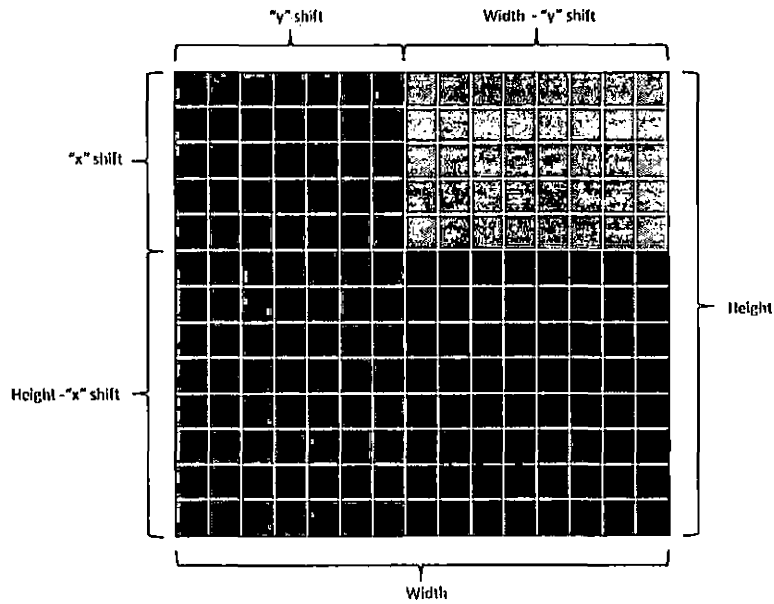 "y" shift
Width - "y" shift
"x" shift
Height
Height -"x" shift
Width